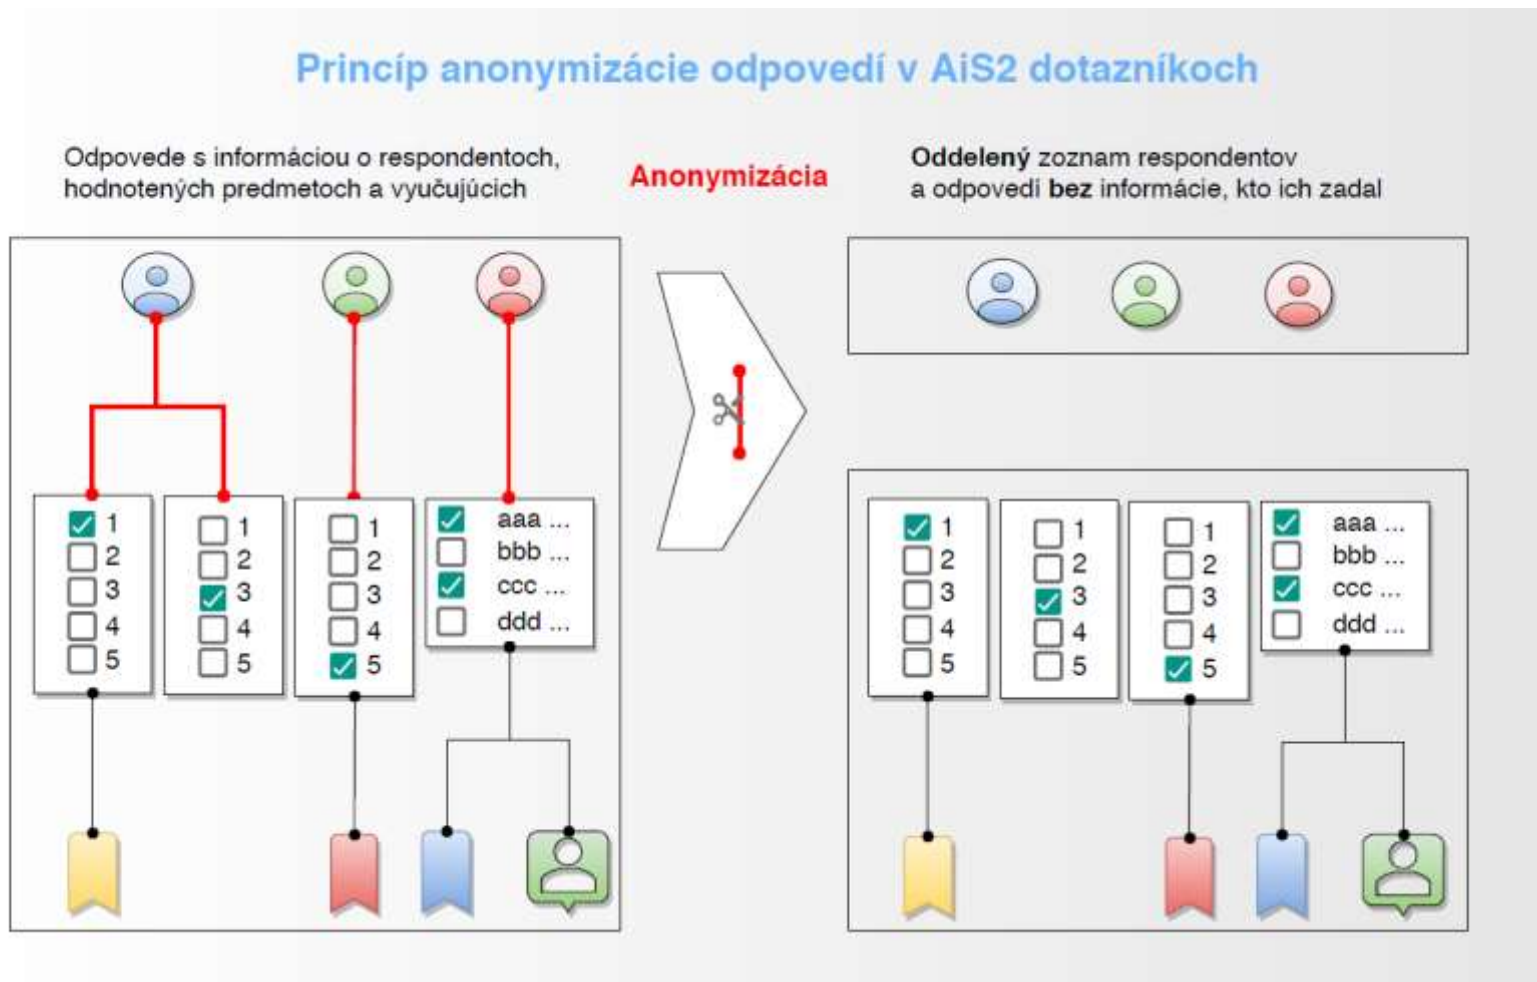 Princíp anonymizácie odpovedí v AiS2 dotazníkoch
Odpovede s informáciou o respondentoch,
hodnotených predmetoch a vyučujúcich
Anonymizácia
Oddelený zoznam respondentov
a odpovedí bez informácie, kto ich zadal
1
2
3
4
5
1
2
3
4
5
1
2
3
4
5
aaa ...
bbb ...
ccc ...
ddd ...
1
2
3
4
5
1
2
3
4
5
1
2
3
4
5
aaa ...
bbb ...
ccc ...
ddd ...